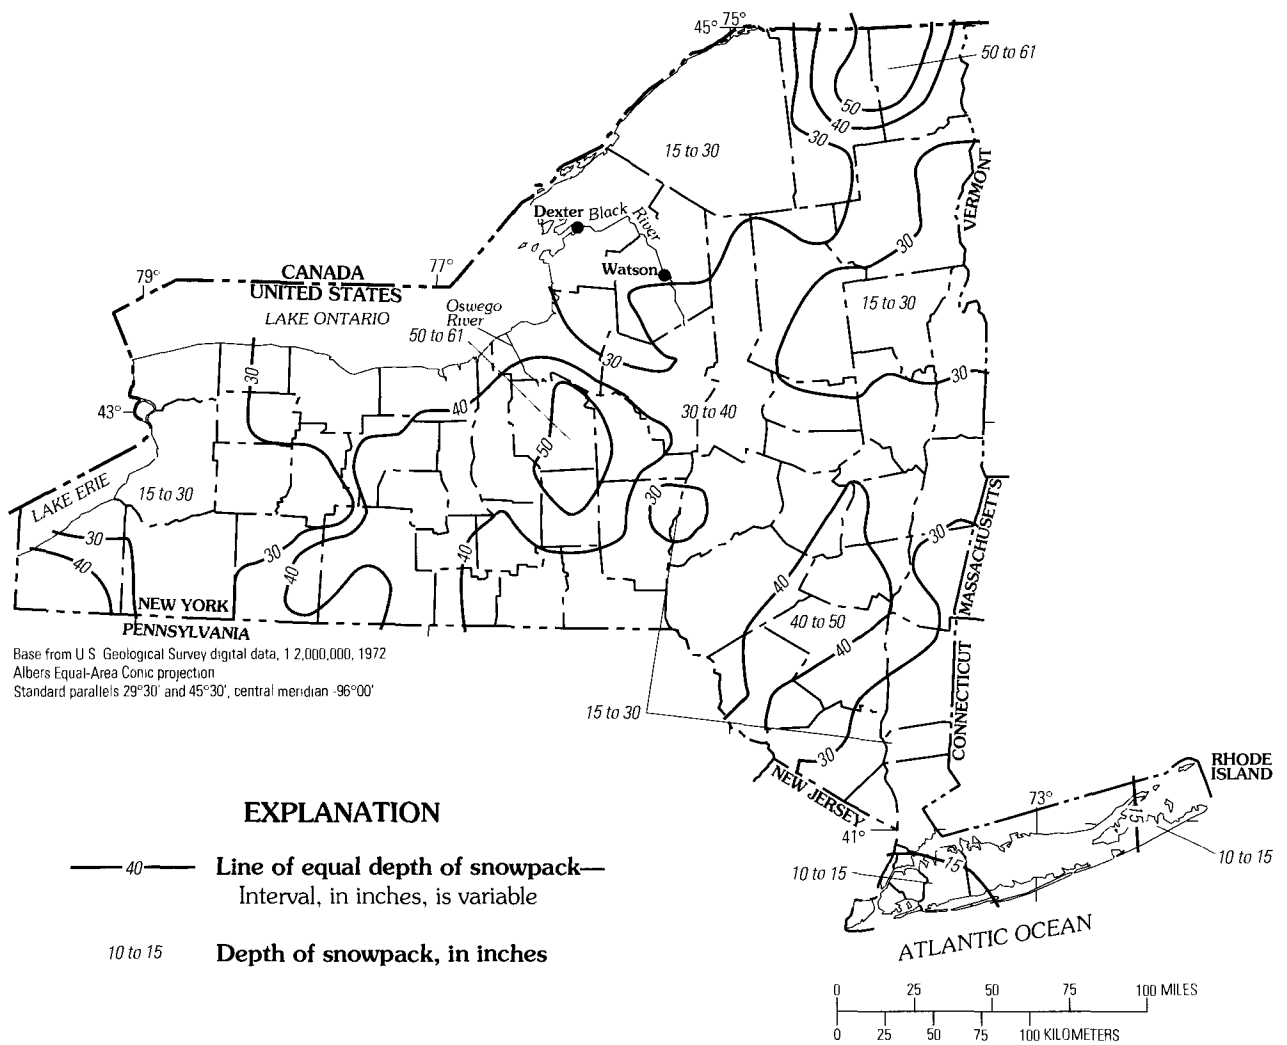 45° 75°
50 to 61
50
40
30
15 to 30
VERMONT
Dexter Black River
Watson
30
79°
77°
CANADA
UNITED STATES
LAKE ONTARIO
Oswego
River
50 to 61
15 to 30
30
30
30
40
30 to 40
43°
50
LAKE ERIE
15 to 30
30
MASSACHUSETTS
30
30
30
40
40
40
40
NEW YORK
PENNSYLVANIA
40 to 50
40
Base from U S Geological Survey digital data, 1 2,000,000, 1972
Albers Equal-Area Conic projection
Standard parallels 29°30' and 45°30', central meridian -96°00'
CONNECTICUT
15 to 30
30
NEW JERSEY
RHODE
ISLAND
73°
41°
15
15
10 to 15
10 to 15
ATLANTIC OCEAN
EXPLANATION
40 Line of equal depth of snowpack—
Interval, in inches, is variable
10 to 15 Depth of snowpack, in inches
0 25 50 75 100 MILES
0 25 50 75 100 KILOMETERS